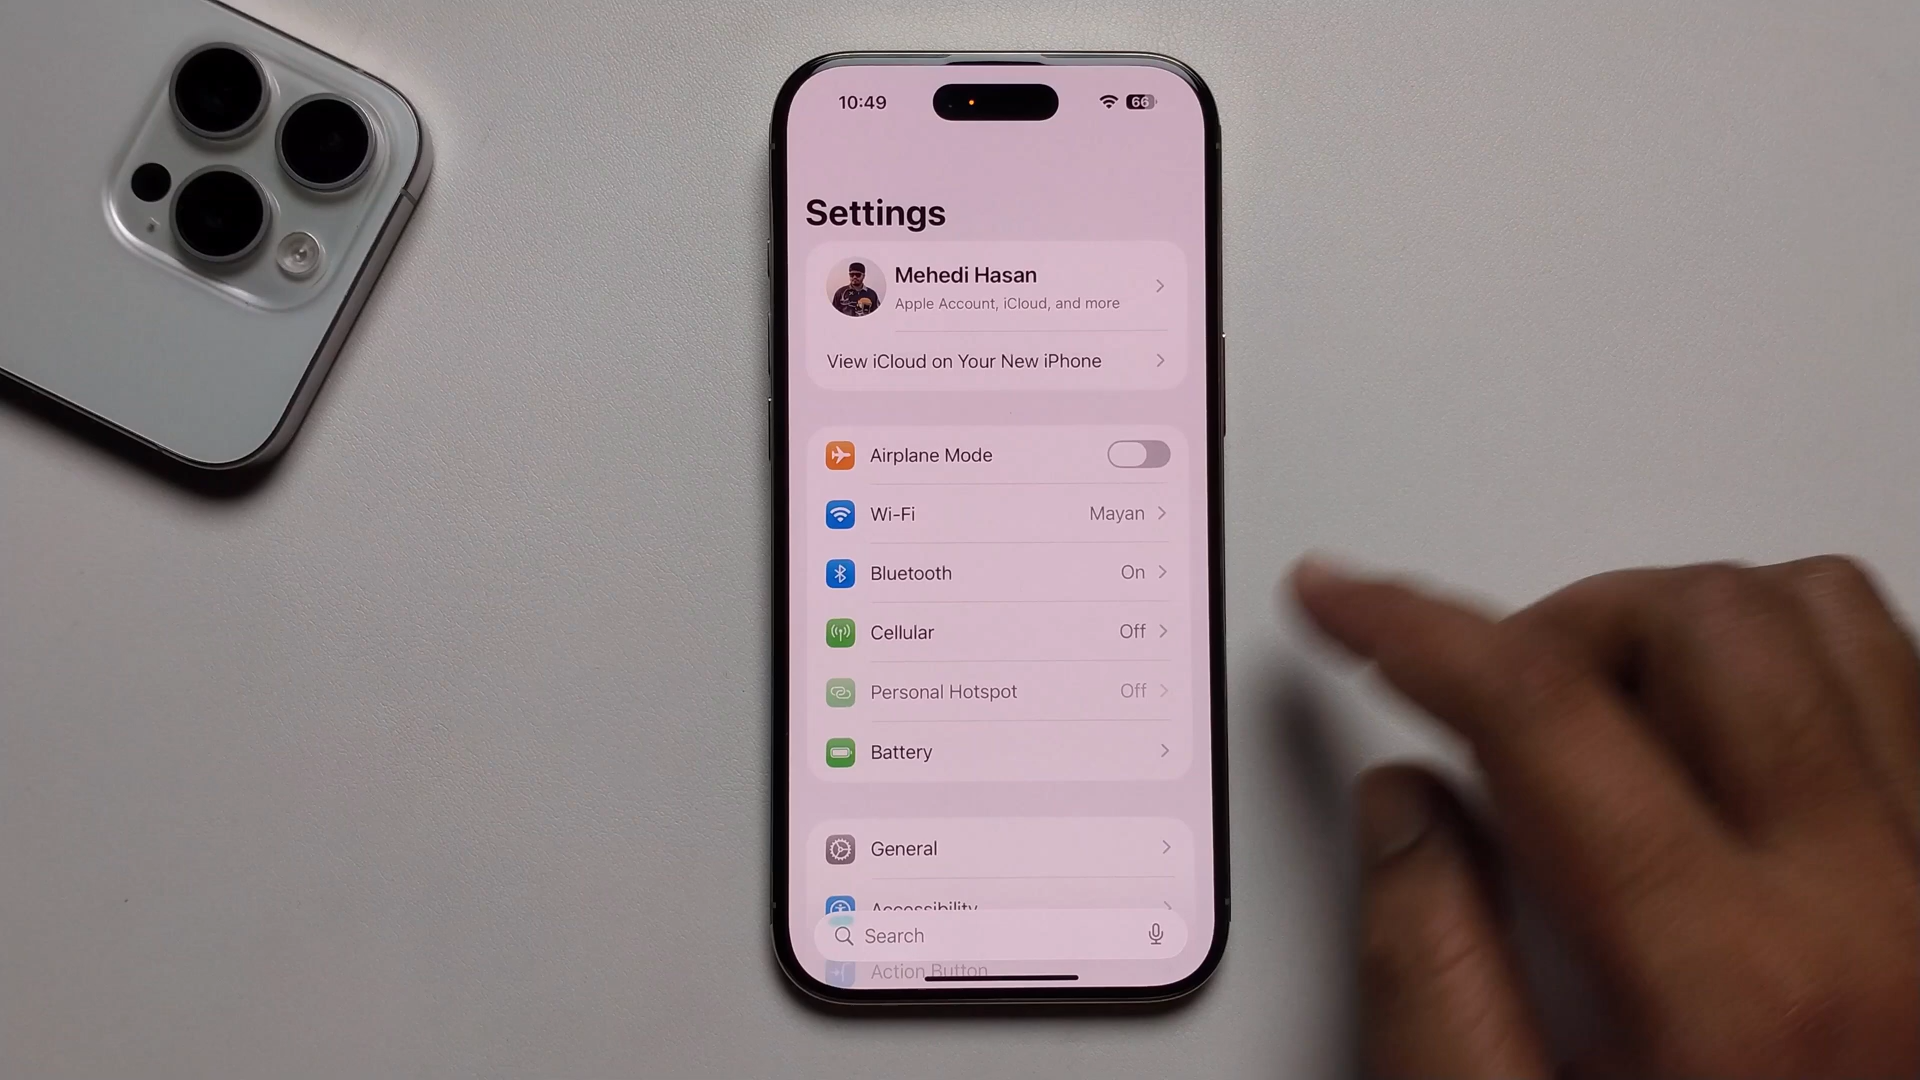 10:49
66
Settings
Mehedi Hasan
Apple Account, iCloud, and more
View iCloud on Your New iPhone
Airplane Mode
Wi-Fi Mayan
Bluetooth On
Cellular Off
Personal Hotspot Off
Battery
General
Accessibility
Search
Action Button